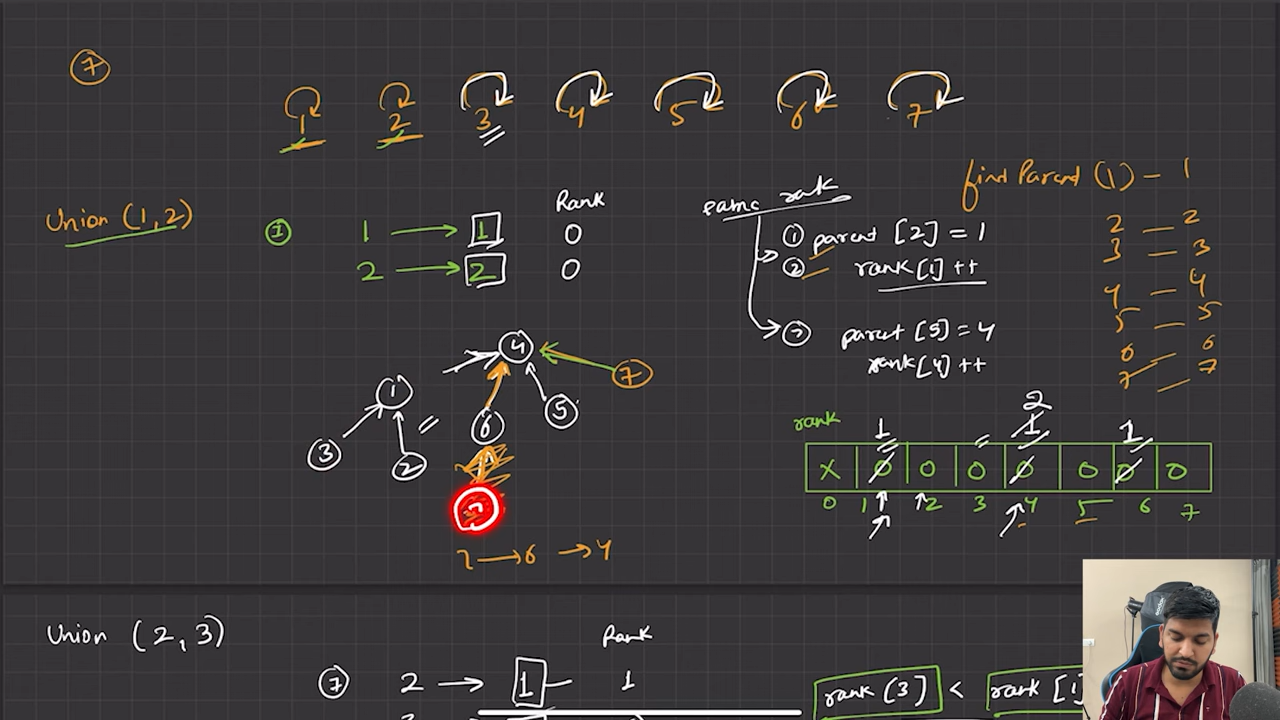 7
1 2 3 4 5 6 7
find Parent (1) - 1
2 — 2
3 — 3
4 — 4
5 — 5
6 — 6
7 — 7
Union (1,2)
1 → 1
2 → 2
Rank
0
0
same rank
① parent [2] = 1
② rank[1] ++
parent [5] = 4
rank[4] ++
4
1
7
3
2
6
5
7 → 6 → 4
rank
1 2 1
1
X 0 0 0 0 0 0 0
0 1 2 3 4 5 6 7
Union (2,3)
Rank
2 → 1 — 1
rank (3) < rank [1